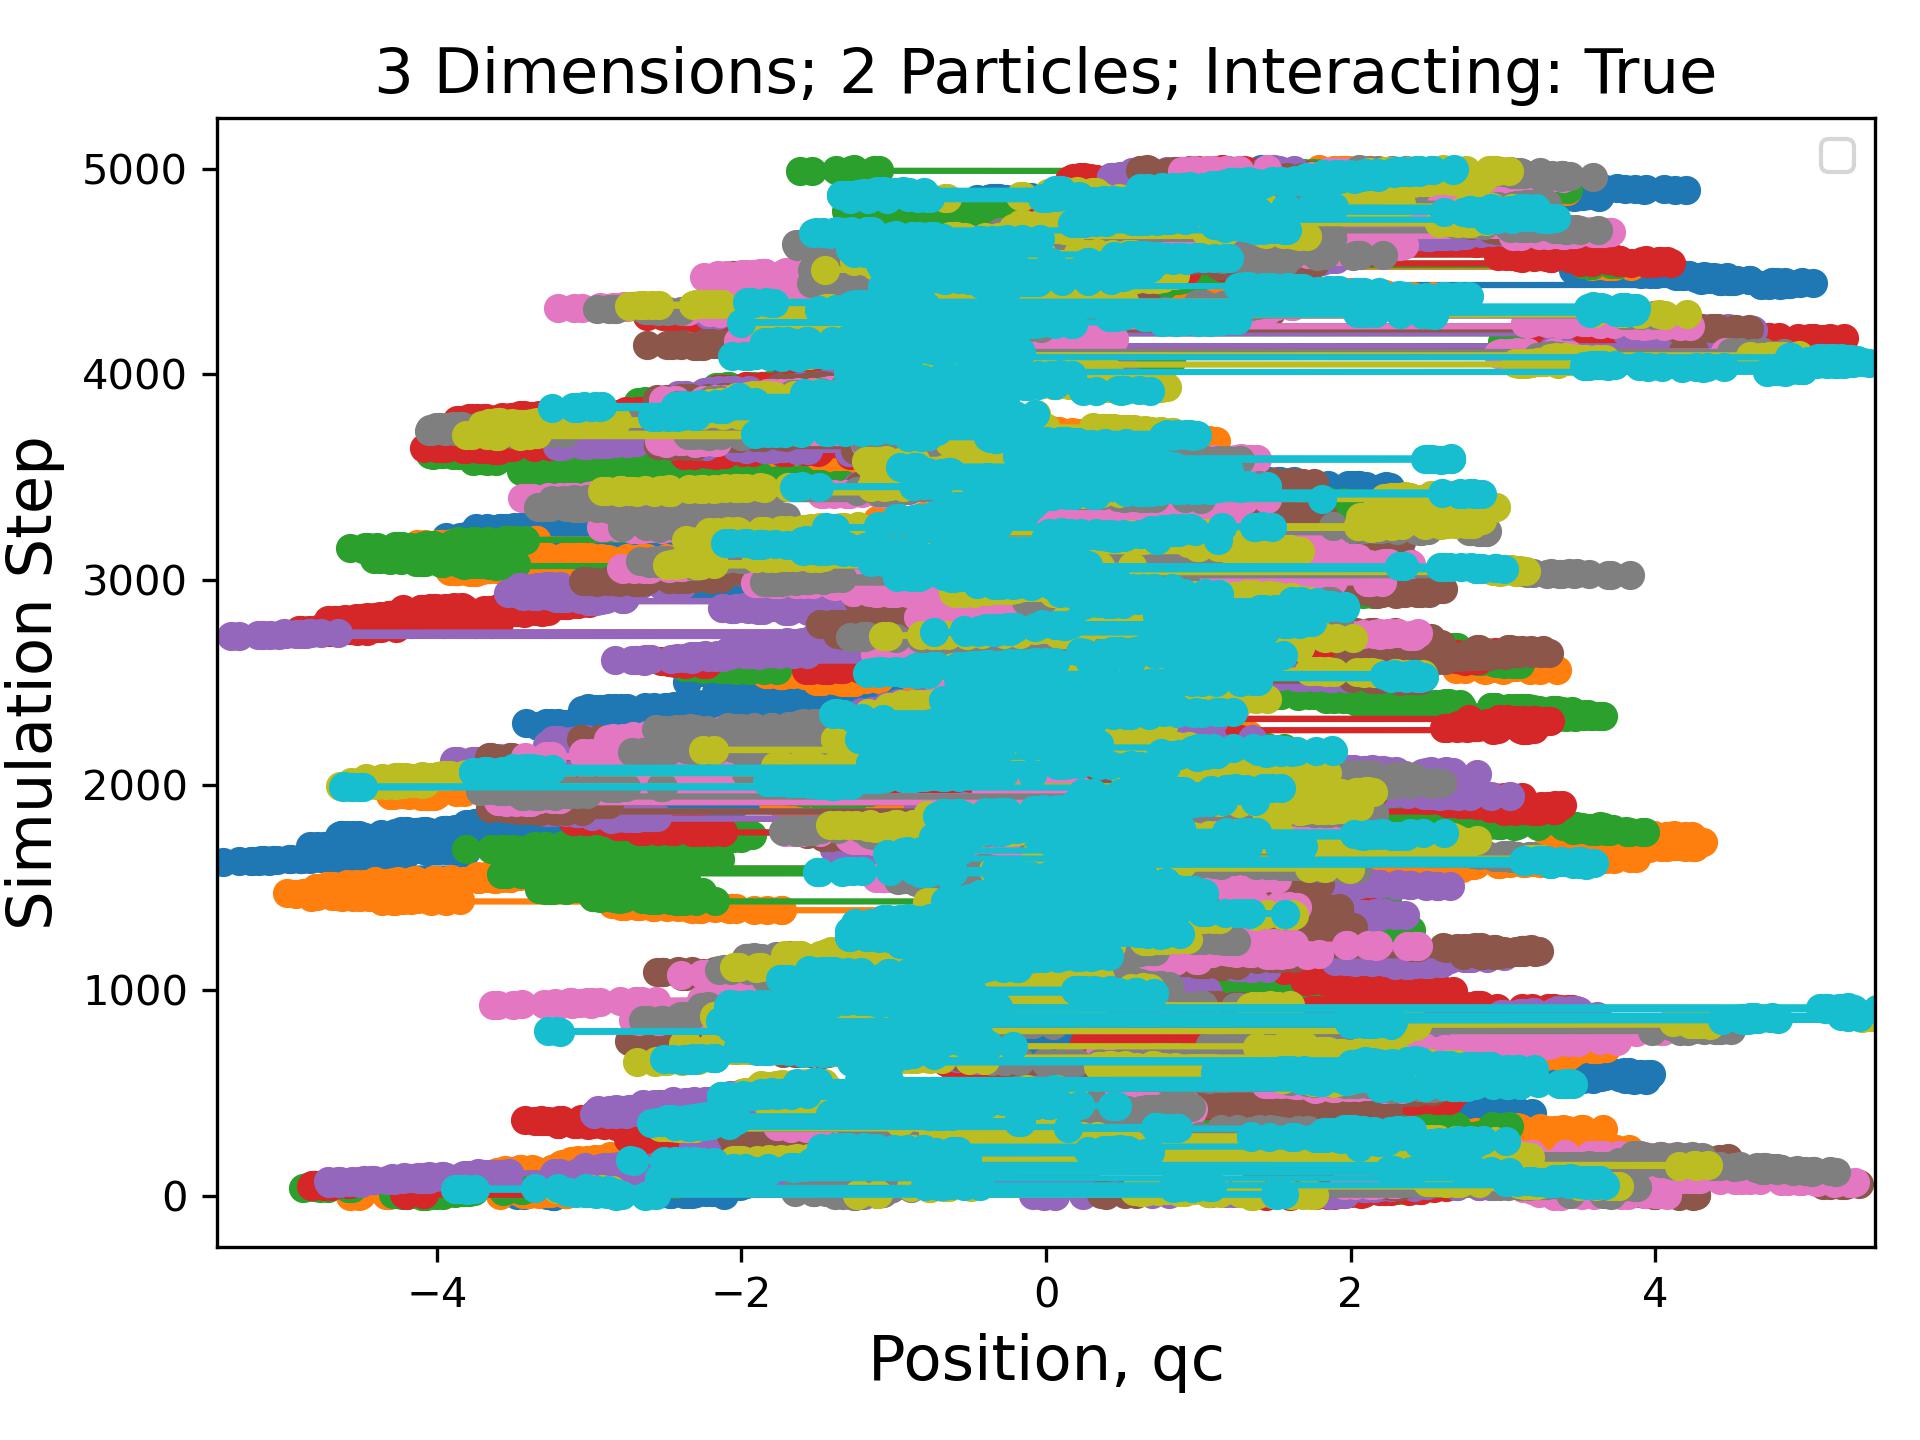 3 Dimensions; 2 Particles; Interacting: True
5000
4000
3000
2000
1000
0
Simulation Step
−4 −2 0 2 4
Position, qc